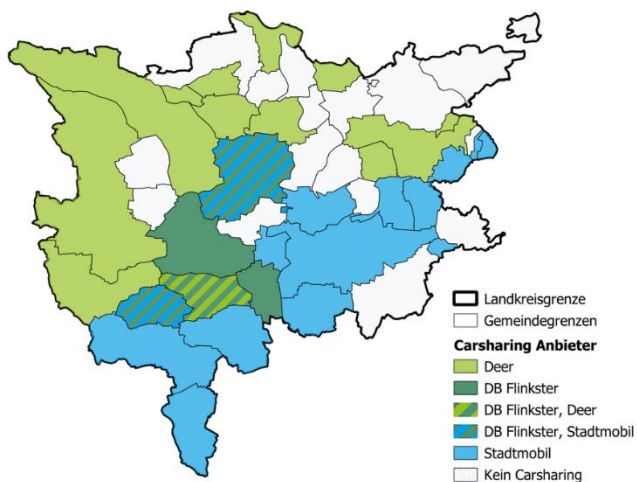 Landkreisgrenze
Gemeindegrenzen
Carsharing Anbieter
Deer
DB Flinkster
DB Flinkster, Deer
DB Flinkster, Stadtmobil
Stadtmobil
Kein Carsharing